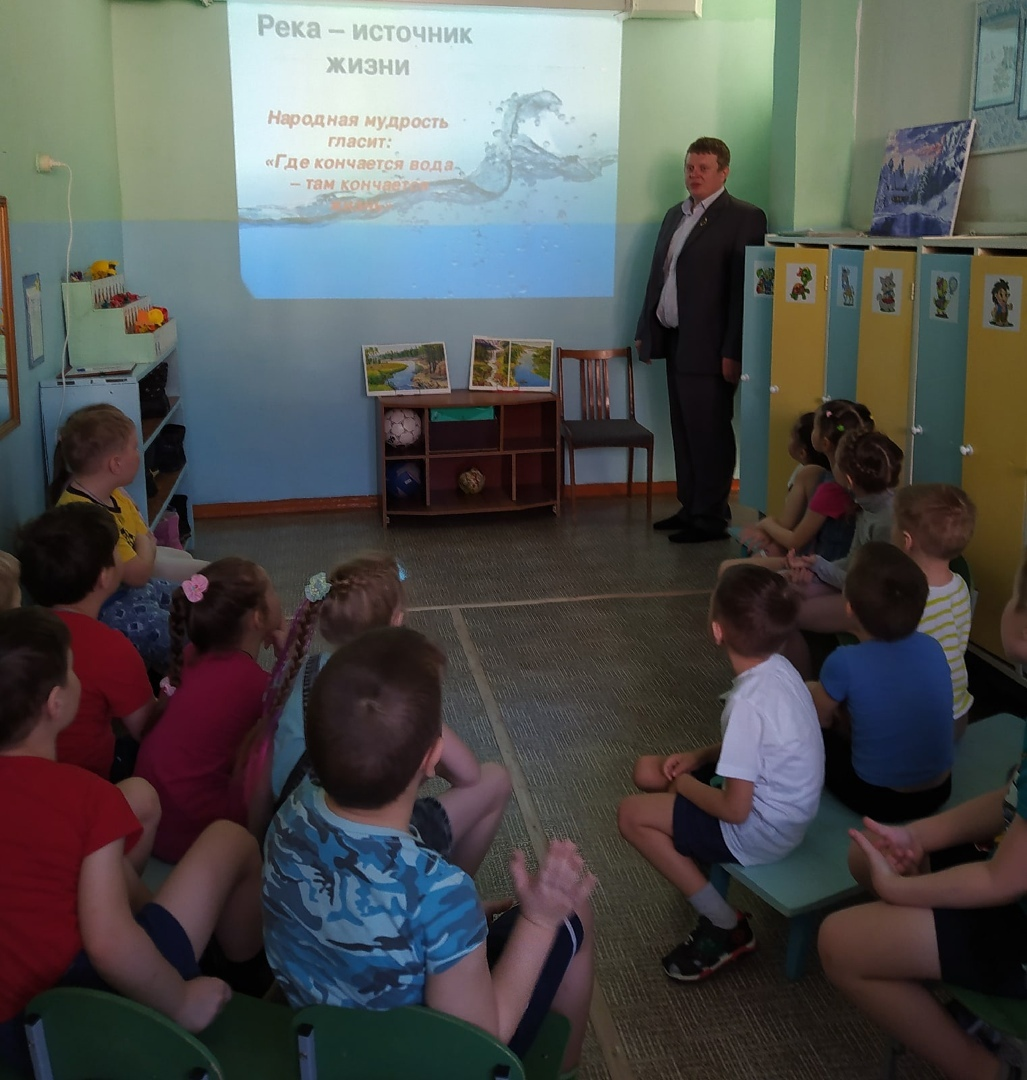 Река – источник
жизни
Народная мудрость
гласит:
«Где кончается вода
– там кончается